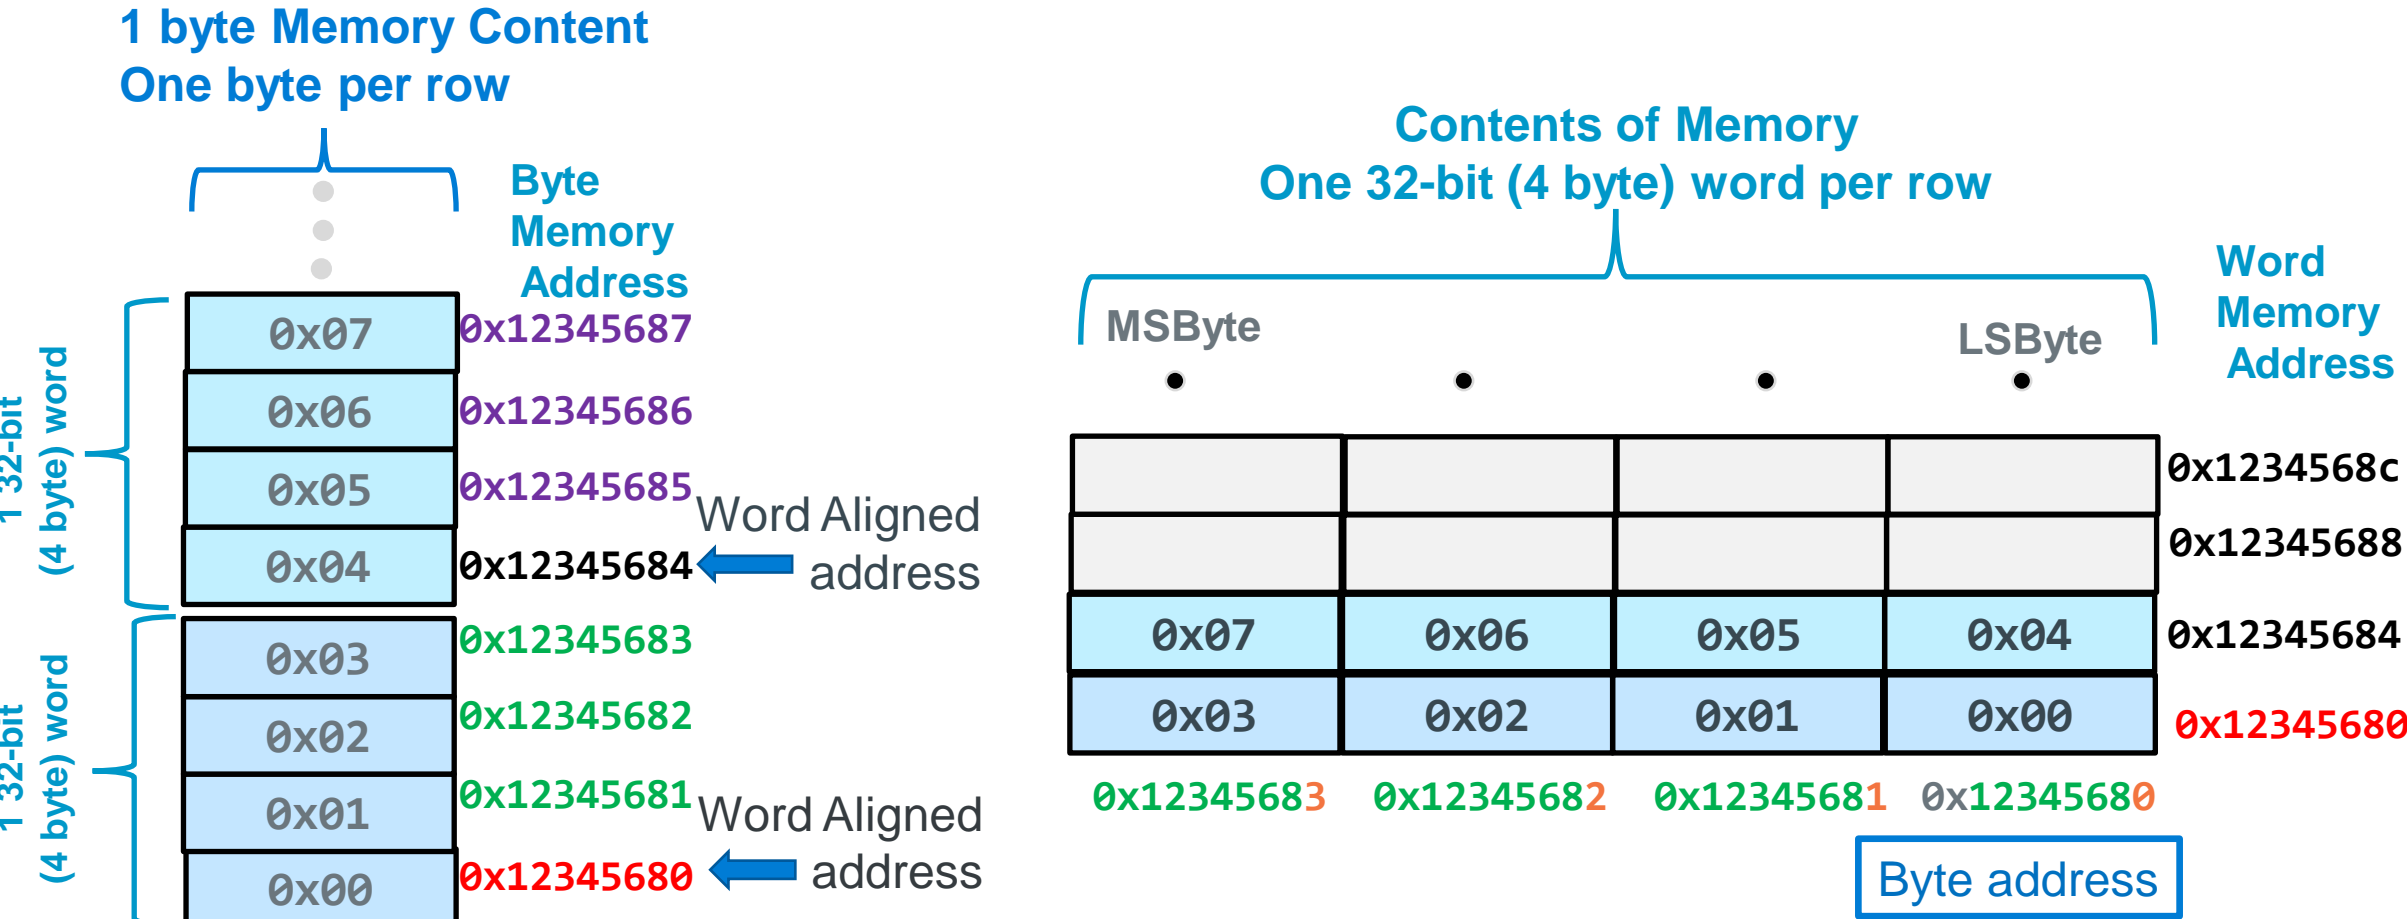 1 byte Memory Content
One byte per row
Byte
Memory
Address
0x07
0x12345687
0x06
0x12345686
0x05
0x12345685
0x04
0x12345684
Word Aligned
address
1 32-bit
(4 byte) word
0x03
0x12345683
0x02
0x12345682
0x01
0x12345681
0x00
0x12345680
Word Aligned
address
1 32-bit
(4 byte) word
Contents of Memory
One 32-bit (4 byte) word per row
Word
Memory
Address
MSByte
LSByte
0x1234568c
0x12345688
0x07 0x06 0x05 0x04 0x12345684
0x03 0x02 0x01 0x00 0x12345680
0x12345683 0x12345682 0x12345681 0x12345680
Byte address